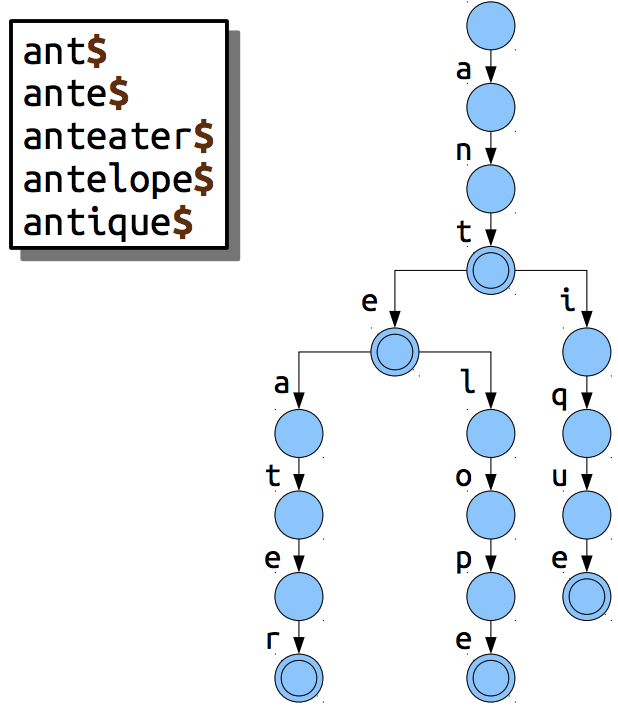 ant$
ante$
anteater$
antelope$
antique$
a
n
t
e i
a l q
t o u
e p e
r e